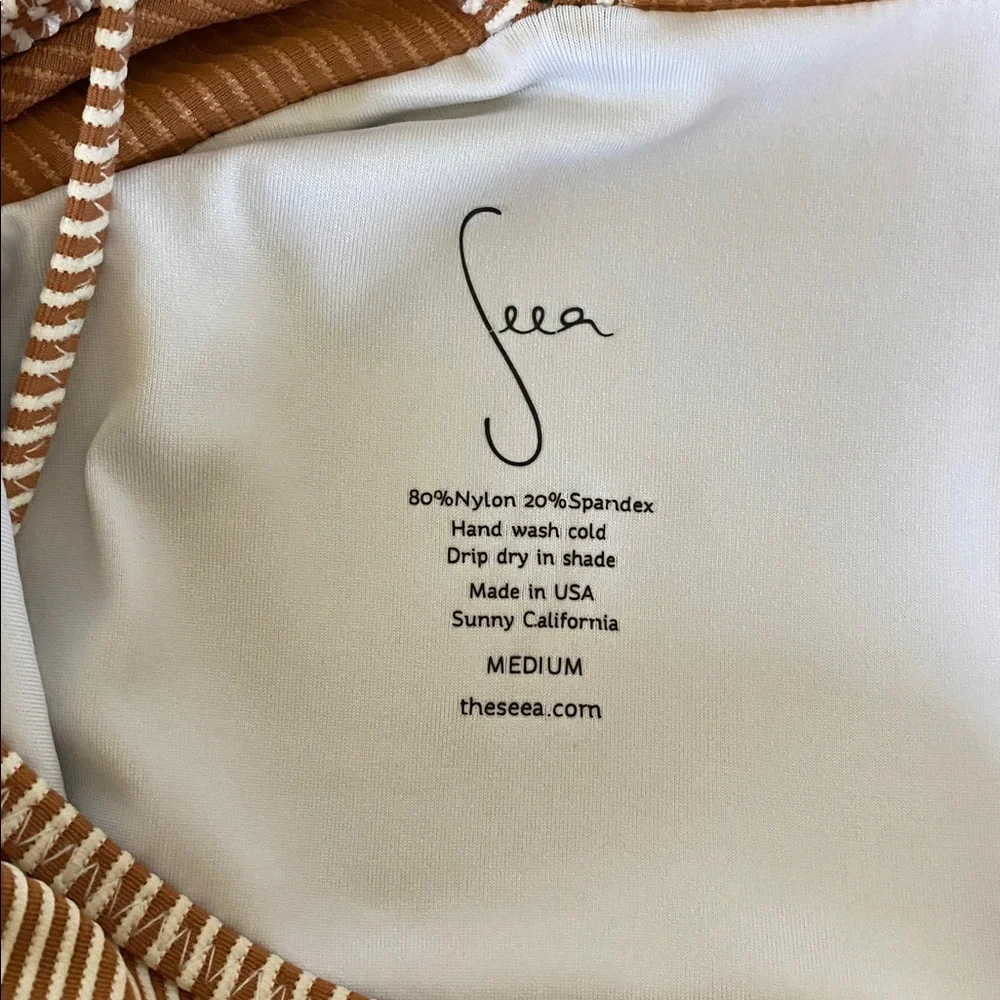 Seea
80%Nylon 20%Spandex
Hand wash cold
Drip dry in shade
Made in USA
Sunny California
MEDIUM
theseea.com